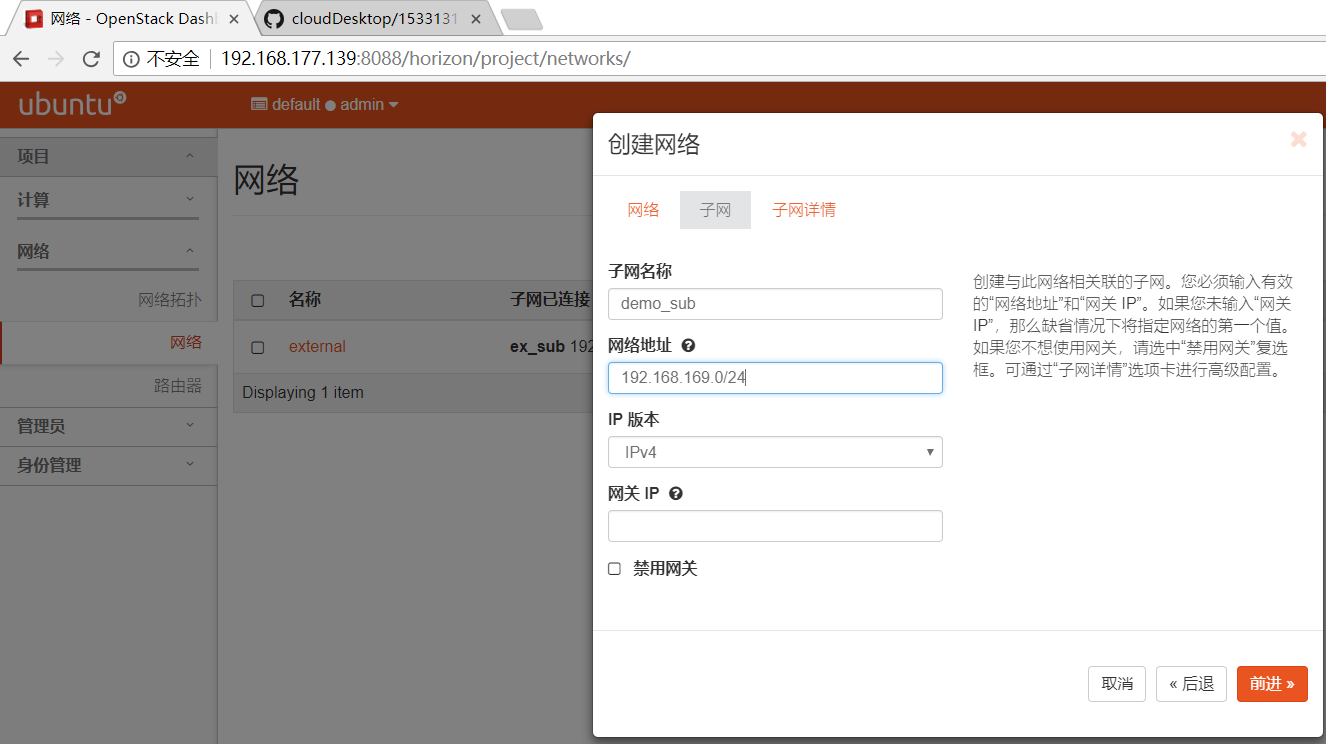 网络 - OpenStack Dash
cloudDesktop/1533131
不安全 192.168.177.139:8088/horizon/project/networks/
ubuntu
default admin
项目
计算
网络
网络拓扑
网络
路由器
管理员
身份管理
网络
名称 子网已连接
external ex_sub 192
Displaying 1 item
创建网络
网络 子网 子网详情
子网名称
demo_sub
网络地址
192.168.169.0/24
IP 版本
IPv4
网关 IP
禁用网关
创建与此网络相关联的子网。您必须输入有效
的“网络地址”和“网关 IP”。如果您未输入“网关
IP”，那么缺省情况下将指定网络的第一个值。
如果您不想使用网关，请选中“禁用网关”复选
框。可通过“子网详情”选项卡进行高级配置。
取消 « 后退 前进 »